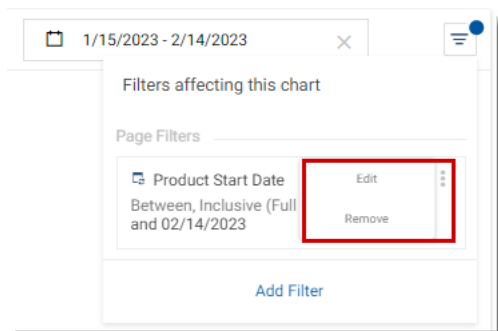 1/15/2023 - 2/14/2023
Filters affecting this chart
Page Filters
Product Start Date
Edit
Between, Inclusive (Full
and 02/14/2023
Remove
Add Filter